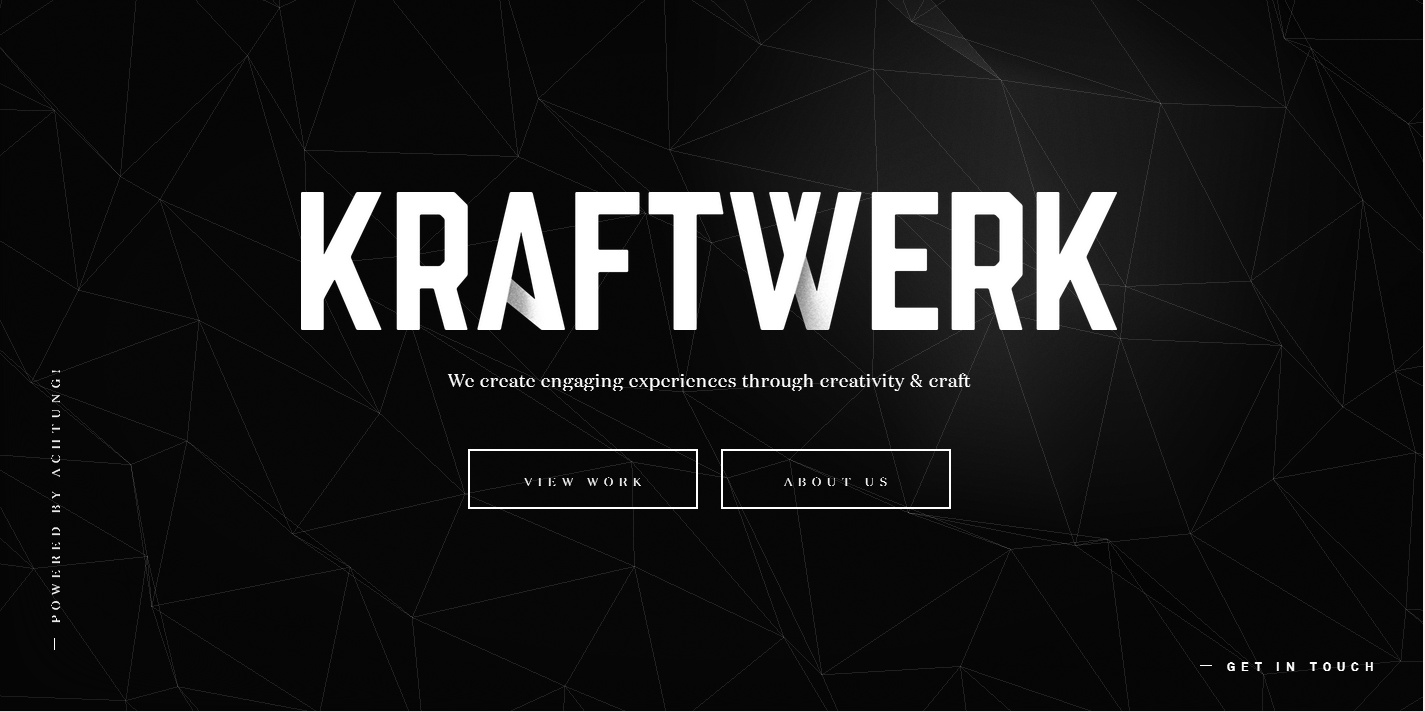 KRAFTWERK
We create engaging experiences through creativity & craft
VIEW WORK
ABOUT US
— POWERED BY ACHTUNG!
— GET IN TOUCH